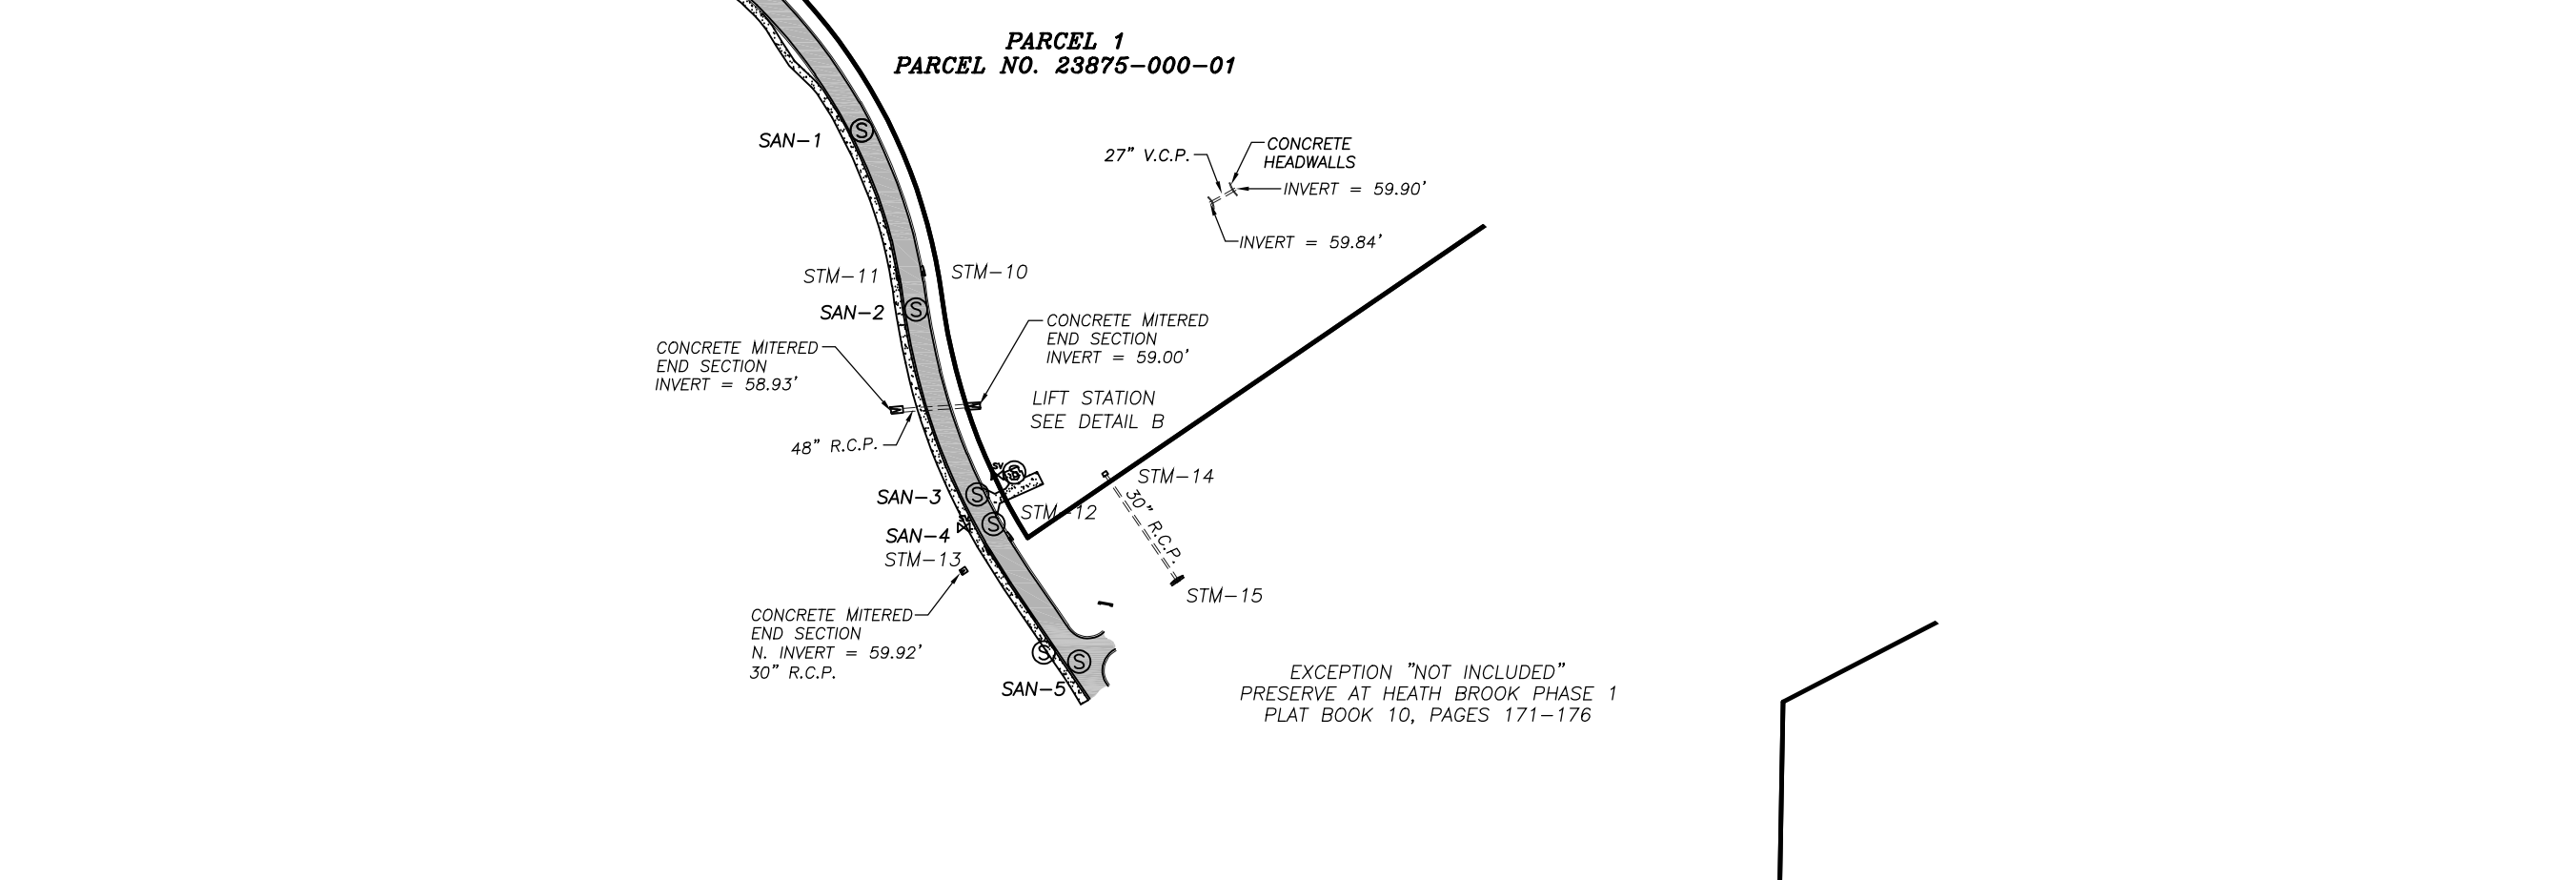 PARCEL 1
PARCEL NO. 23875-000-01
SAN-1
27" V.C.P.
CONCRETE
HEADWALLS
INVERT = 59.90'
INVERT = 59.84'
STM-11
STM-10
SAN-2
S
S
CONCRETE MITERED
END SECTION
INVERT = 59.00'
CONCRETE MITERED
END SECTION
INVERT = 58.93'
LIFT STATION
SEE DETAIL B
48" R.C.P.
SV
S
SAN-3
S
STM-12
STM-14
30" R.C.P.
SAN-4
S
STM-13
STM-15
CONCRETE MITERED
END SECTION
N. INVERT = 59.92'
30" R.C.P.
S
S
SAN-5
EXCEPTION "NOT INCLUDED"
PRESERVE AT HEATH BROOK PHASE 1
PLAT BOOK 10, PAGES 171-176